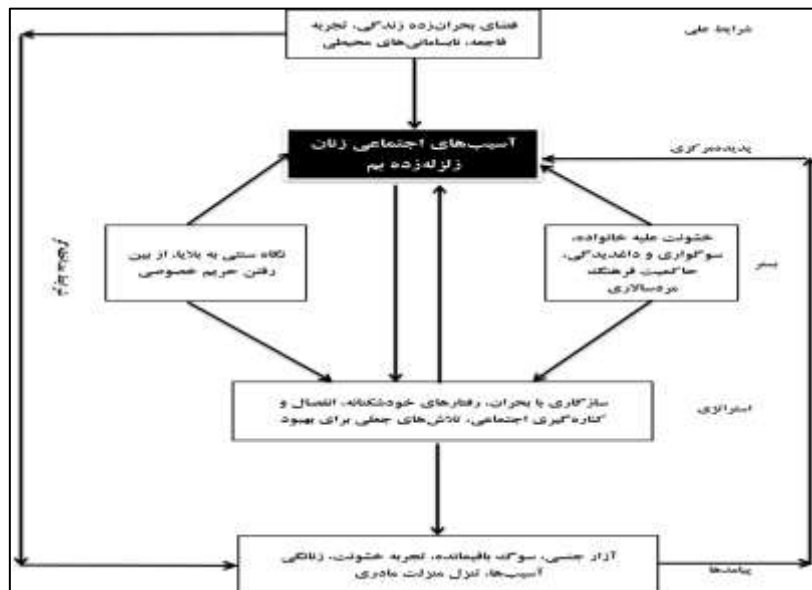 شرایط علی
فضای بحران‌زده زندگی، تجربه
فاجعه، نابسامانی‌های محیطی
پدیده‌مرکزی
آسیب‌های اجتماعی زنان
زلزله‌زده بم
بستر
خشونت علیه خانواده،
سوگواری و داغدیدگی،
حاکمیت فرهنگ
مردسالاری
نگاه سنتی به بلایا، از بین
رفتن حریم خصوصی
استراتژی
سازگاری با بحران، رفتارهای خودشکنانه، انفصال و
کناره‌گیری اجتماعی، تلاش‌های جمعی برای بهبود
پیامدها
آزار جنسی، سوگ باقیمانده، تجربه خشونت، زنانگی
آسیب‌ها، تنزل منزلت مادری